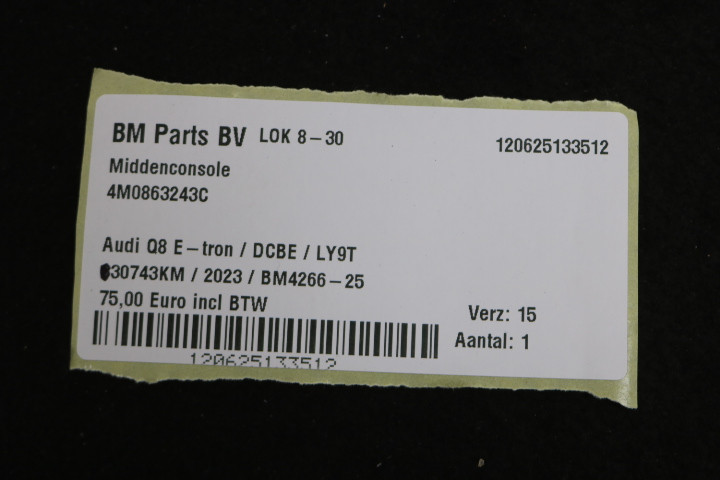 BM Parts BV LOK 8-30 120625133512
Middenconsole
4M0863243C
Audi Q8 E-tron / DCBE / LY9T
30743KM / 2023 / BM4266-25
75,00 Euro incl BTW
Verz: 15
Aantal: 1
120625133512